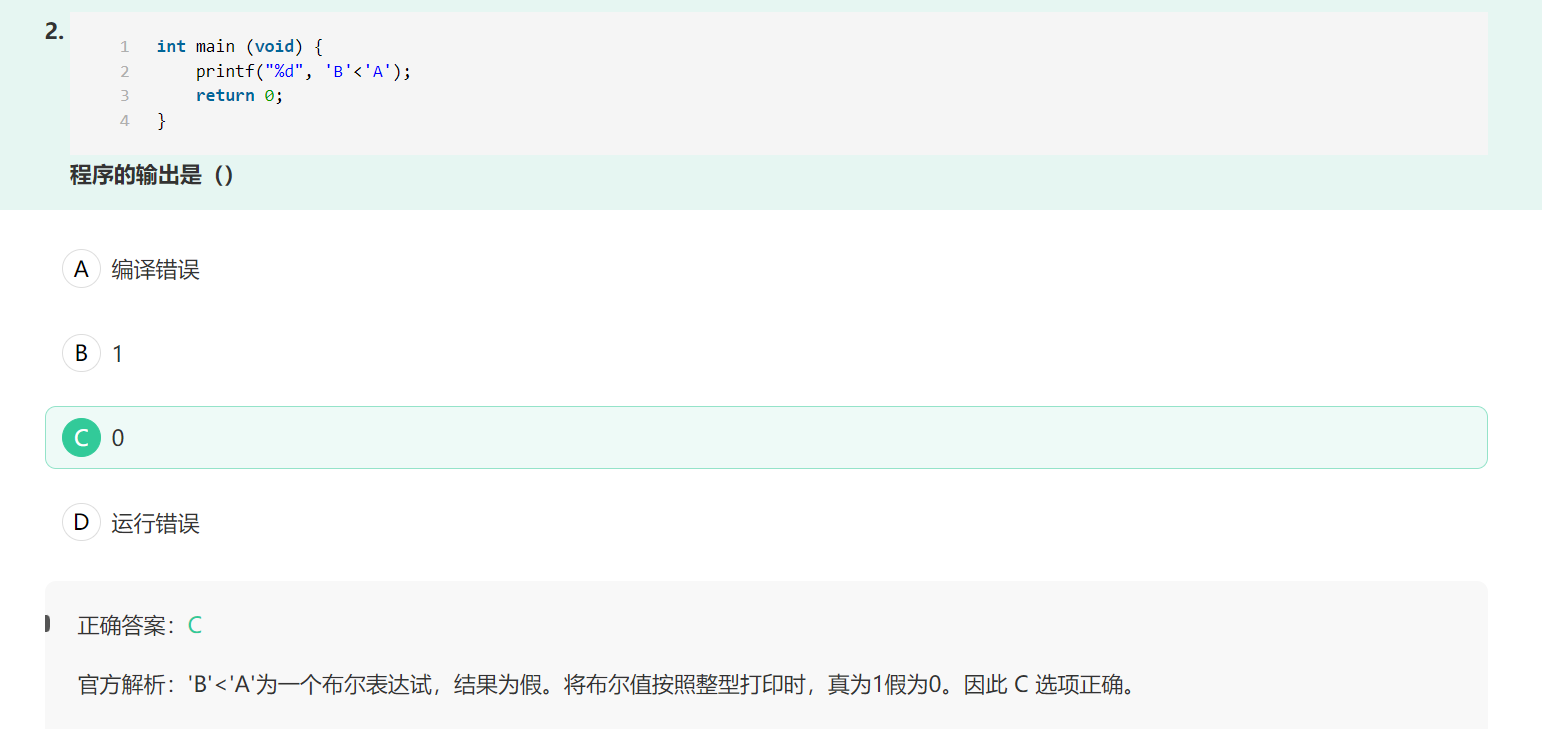 2.
1 int main (void) {
2 printf("%d", 'B'<'A');
3 return 0;
4 }
程序的输出是（）
A 编译错误
B 1
C 0
D 运行错误
正确答案：C
官方解析：'B'<'A'为一个布尔表达试，结果为假。将布尔值按照整型打印时，真为1假为0。因此 C 选项正确。